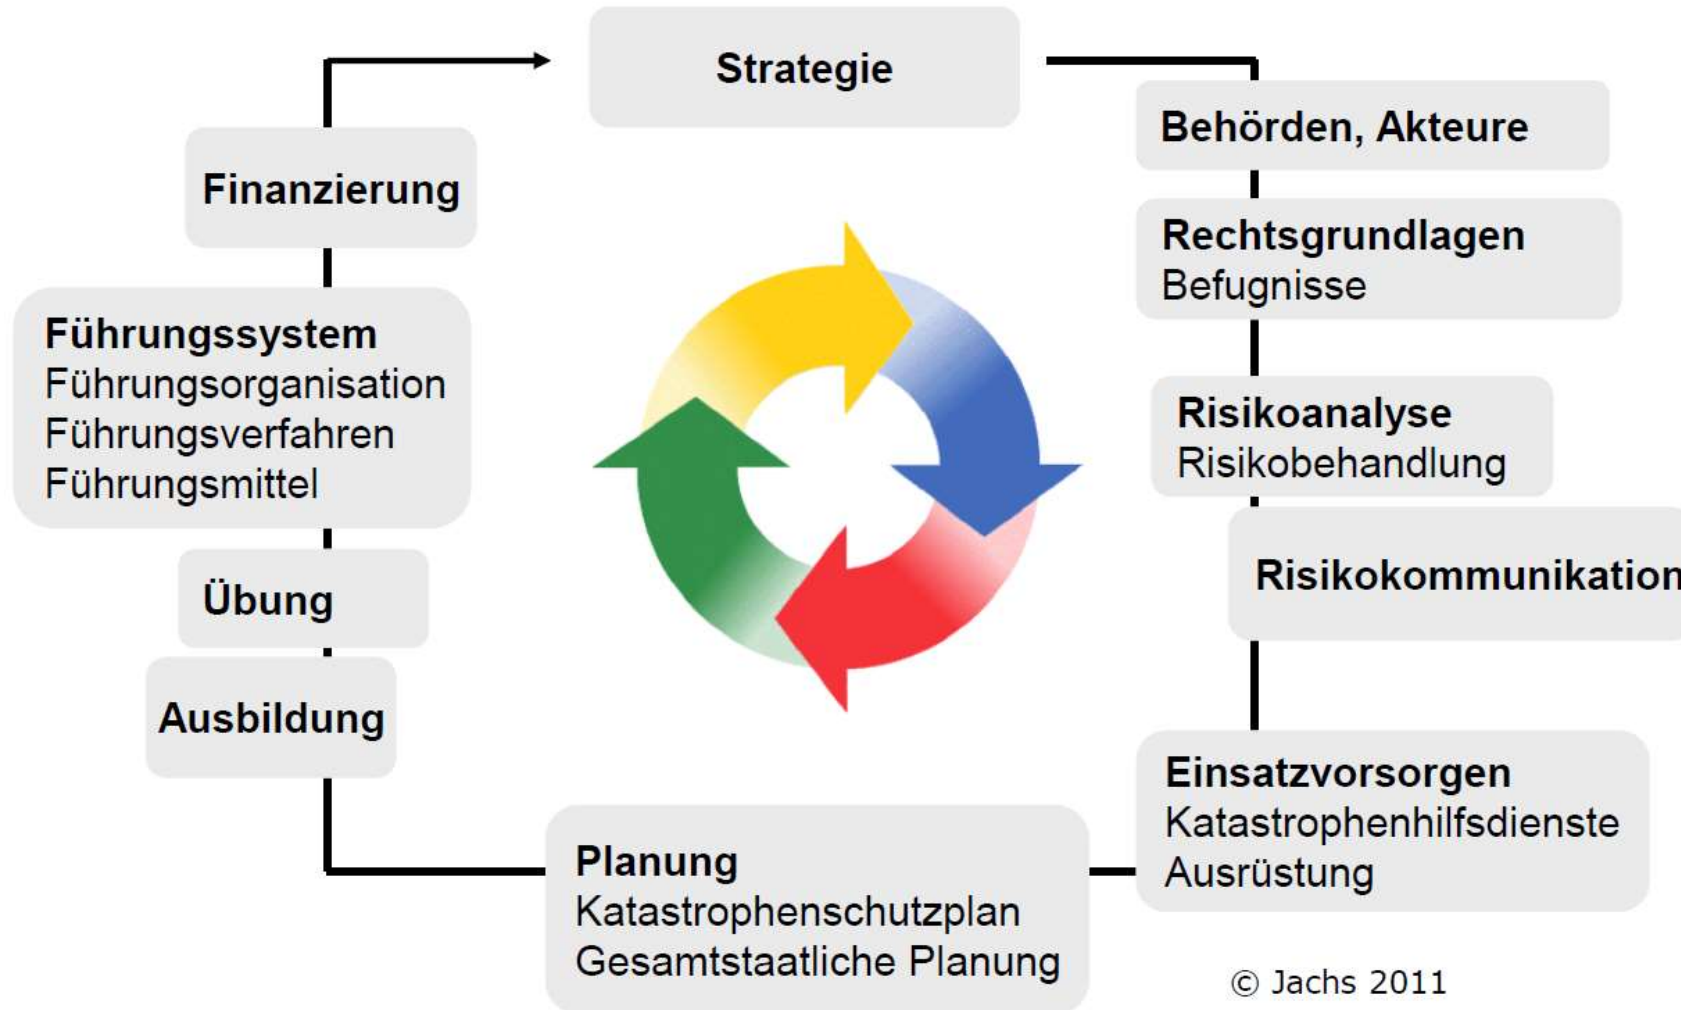 Strategie
Behörden, Akteure
Rechtsgrundlagen
Befugnisse
Risikoanalyse
Risikobehandlung
Risikokommunikation
Einsatzvorsorgen
Katastrophenhilfsdienste
Ausrüstung
Planung
Katastrophenschutzplan
Gesamtstaatliche Planung
Ausbildung
Übung
Führungssystem
Führungsorganisation
Führungsverfahren
Führungsmittel
Finanzierung
© Jachs 2011